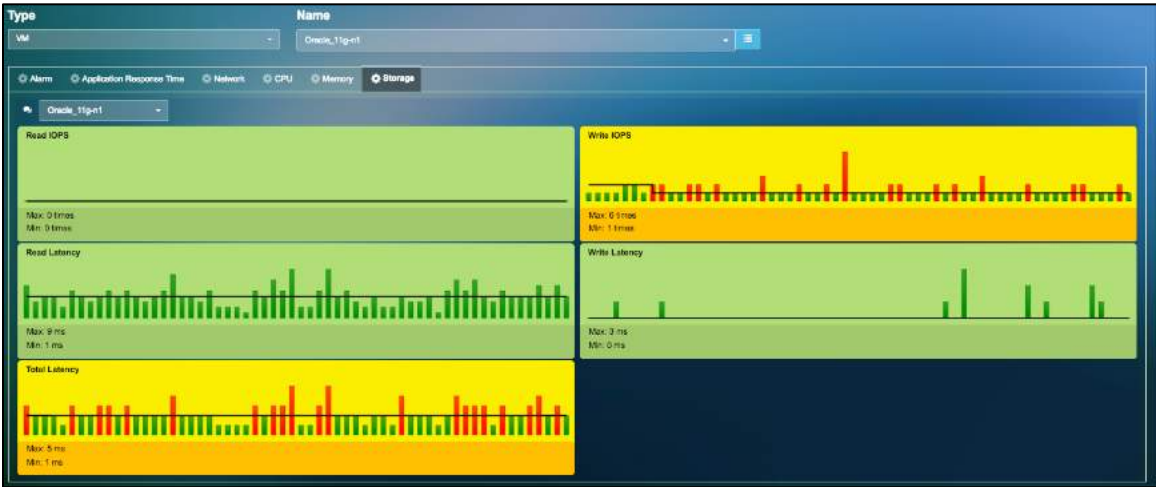 Type
Name
VM
Oracle_11g-n1
Alarm
Application Response Time
Network
CPU
Memory
Storage
Oracle_11g-n1
Read IOPS
Max: 0 times
Min: 0 times
Write IOPS
Max: 6 times
Min: 1 times
Read Latency
Max: 9 ms
Min: 1 ms
Write Latency
Max: 3 ms
Min: 0 ms
Total Latency
Max: 5 ms
Min: 1 ms